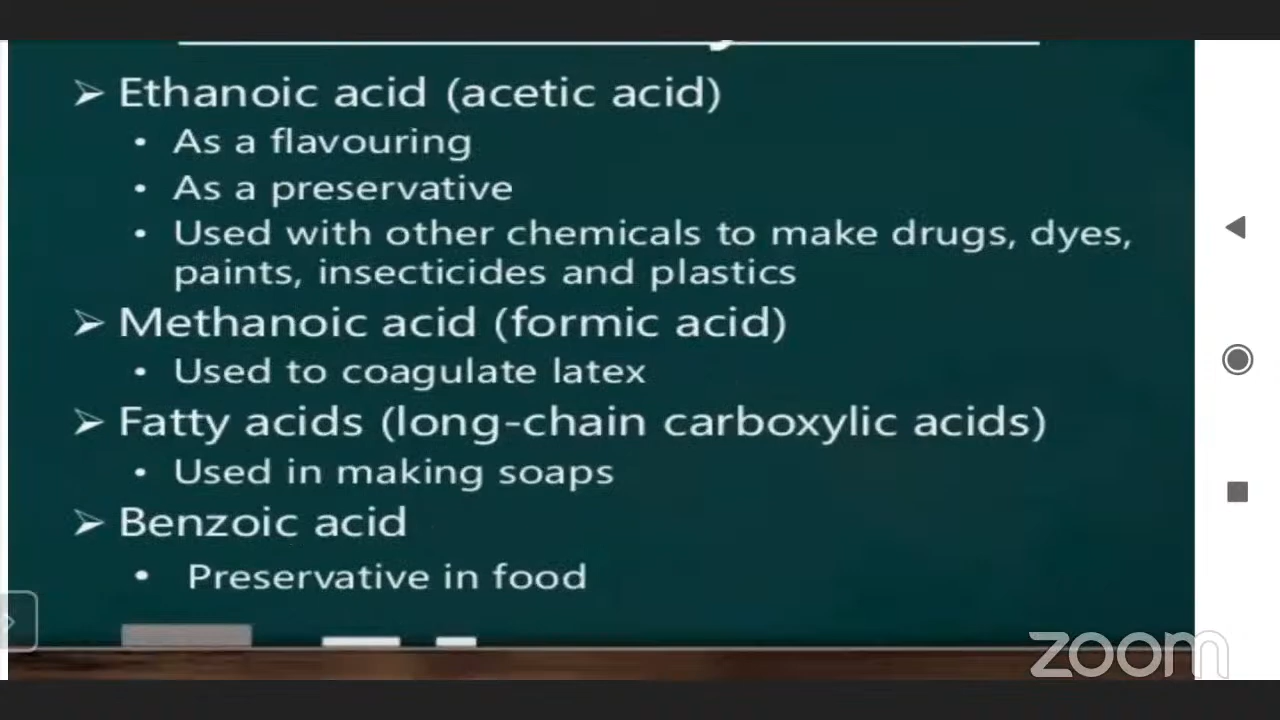 ➢ Ethanoic acid (acetic acid)
• As a flavouring
• As a preservative
• Used with other chemicals to make drugs, dyes,
paints, insecticides and plastics
➢ Methanoic acid (formic acid)
• Used to coagulate latex
➢ Fatty acids (long-chain carboxylic acids)
• Used in making soaps
➢ Benzoic acid
• Preservative in food
zoom